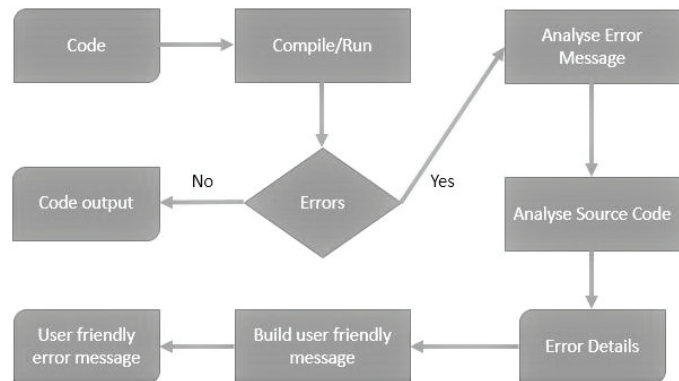 Code
Compile/Run
Analyse Error
Message
No
Yes
Code output
Errors
Analyse Source Code
User friendly
error message
Build user friendly
message
Error Details